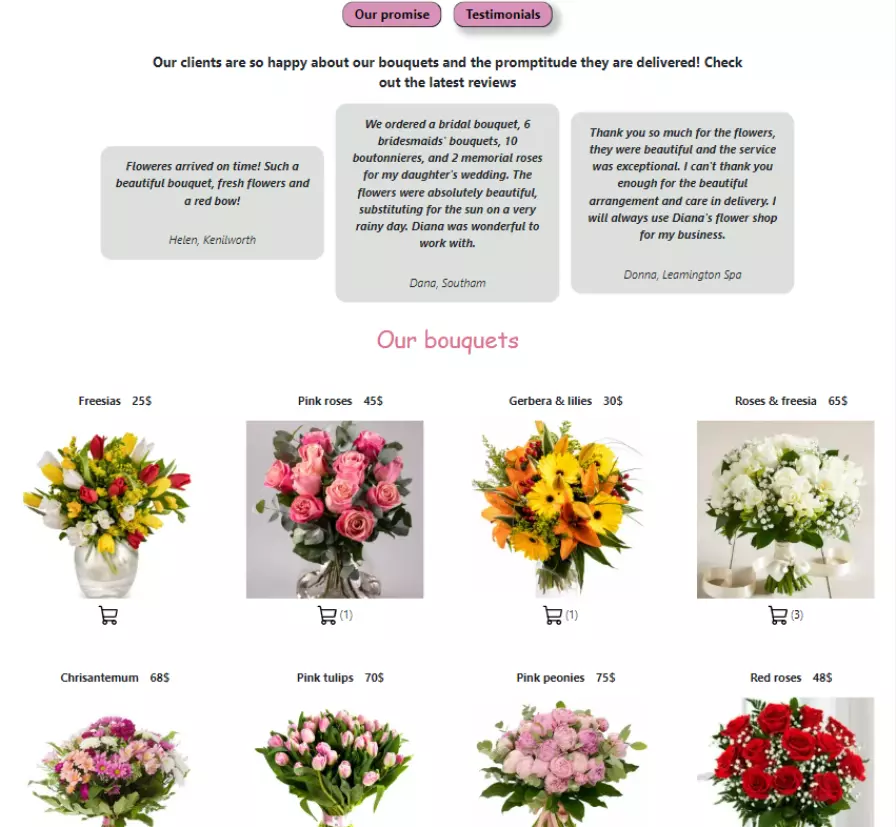 Our promise
Testimonials
Our clients are so happy about our bouquets and the promptitude they are delivered! Check
out the latest reviews
Floweres arrived on time! Such a
beautiful bouquet, fresh flowers and
a red bow!
Helen, Kenilworth
We ordered a bridal bouquet, 6
bridesmaids' bouquets, 10
boutonnieres, and 2 memorial roses
for my daughter's wedding. The
flowers were absolutely beautiful,
substituting for the sun on a very
rainy day. Diana was wonderful to
work with.
Dana, Southam
Thank you so much for the flowers,
they were beautiful and the service
was exceptional. I can't thank you
enough for the beautiful
arrangement and care in delivery. I
will always use Diana's flower shop
for my business.
Donna, Leamington Spa
Our bouquets
Freesias 25$
Pink roses 45$
Gerbera & lilies 30$
Roses & freesia 65$
(1)
(1)
(3)
Chrisantemum 68$
Pink tulips 70$
Pink peonies 75$
Red roses 48$